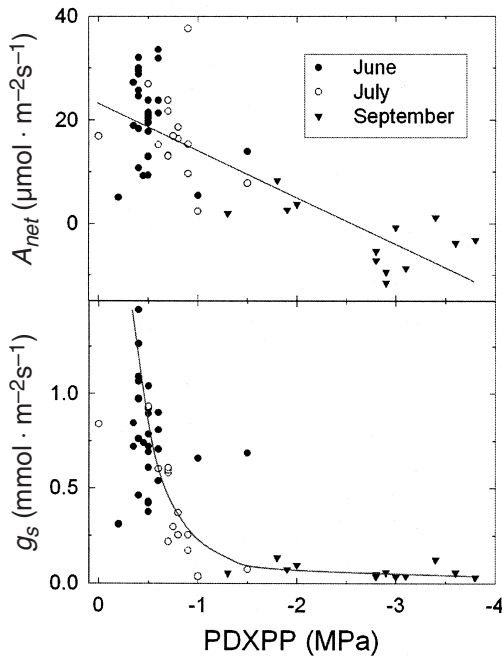 A_net (µmol · m−2s−1)
40
20
0
June
July
September
g_s (mmol · m−2s−1)
1.0
0.5
0.0
0
-1
-2
-3
-4
PDXPP (MPa)